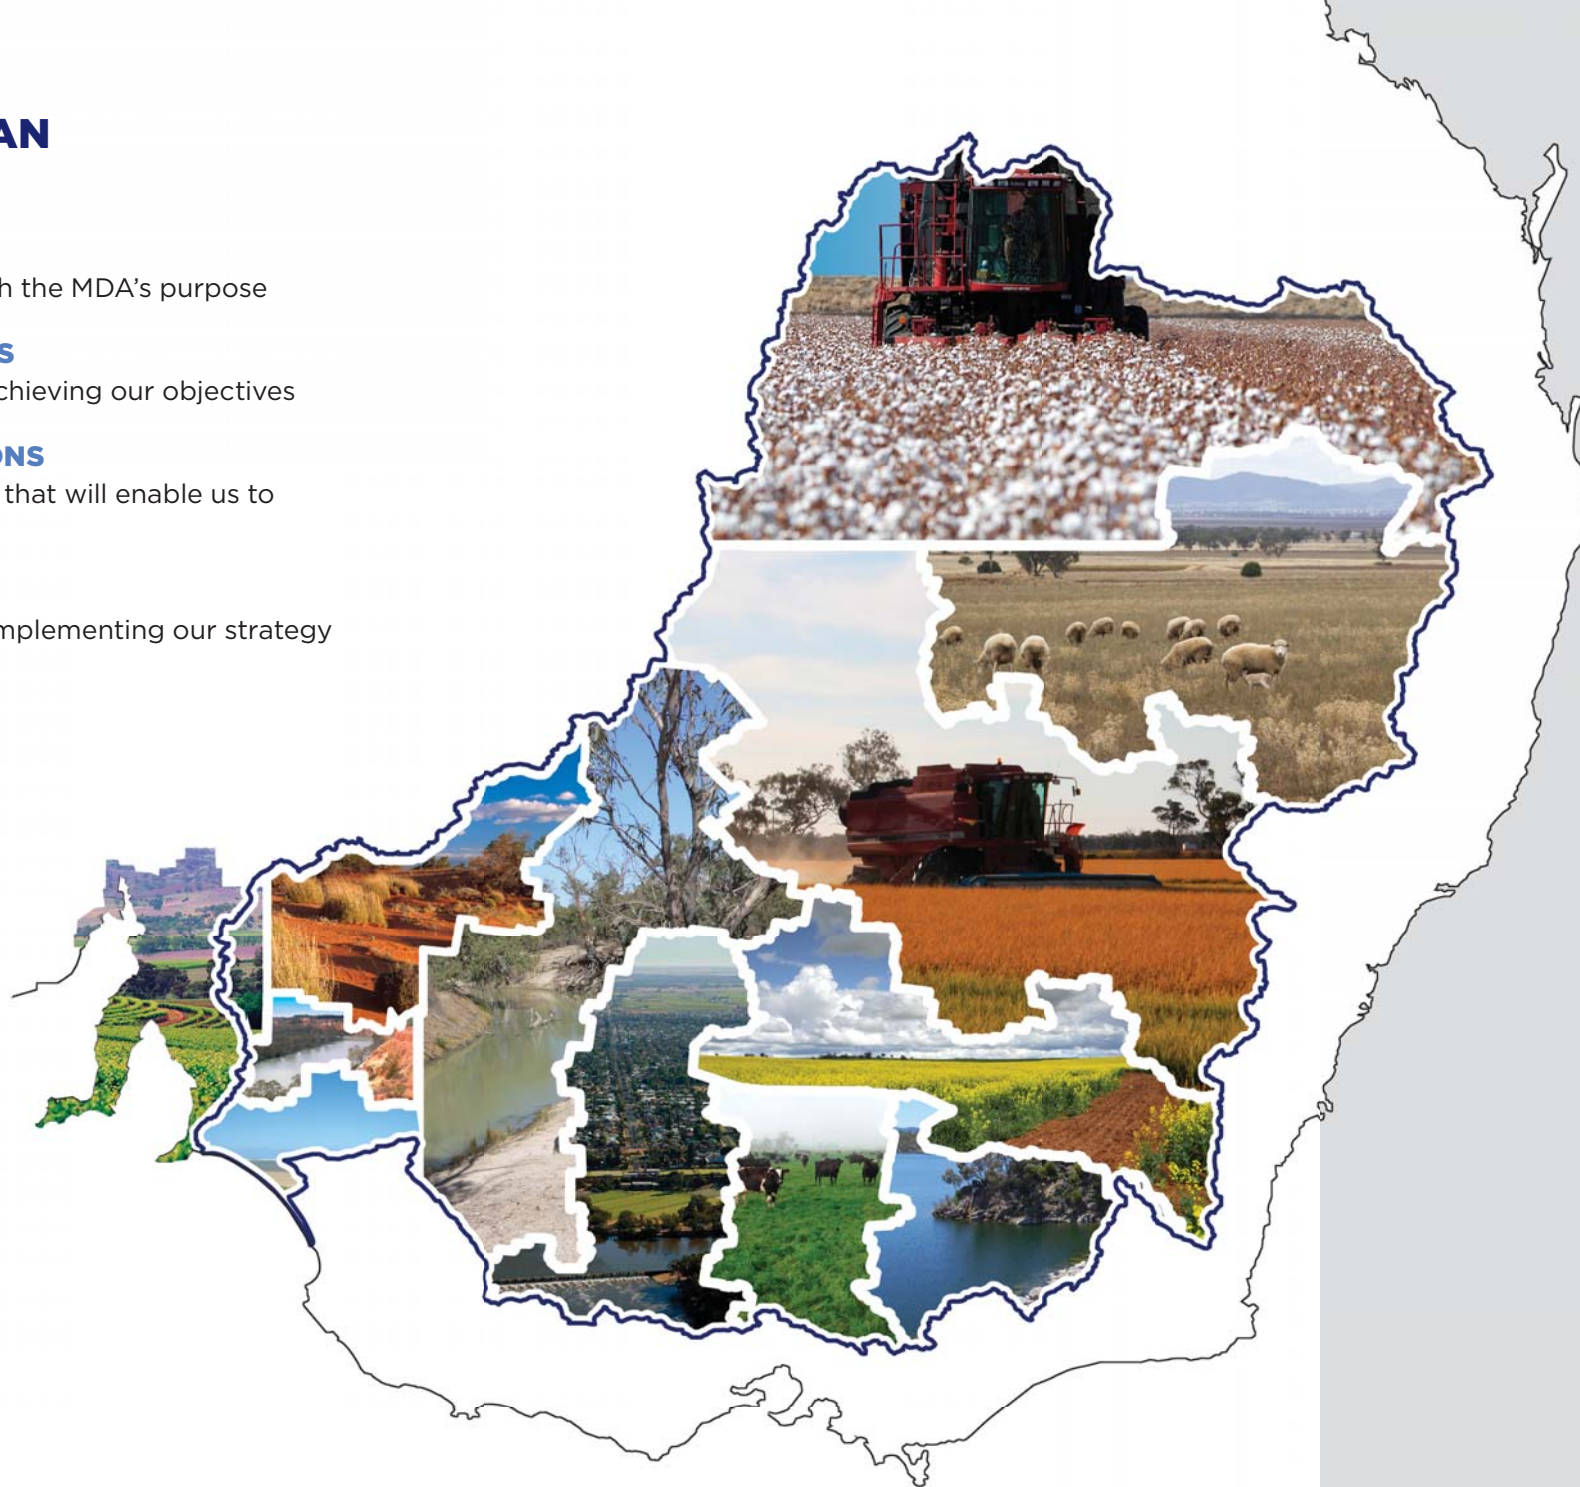 AN
h the MDA’s purpose
S
chieving our objectives
ONS
that will enable us to
mplementing our strategy